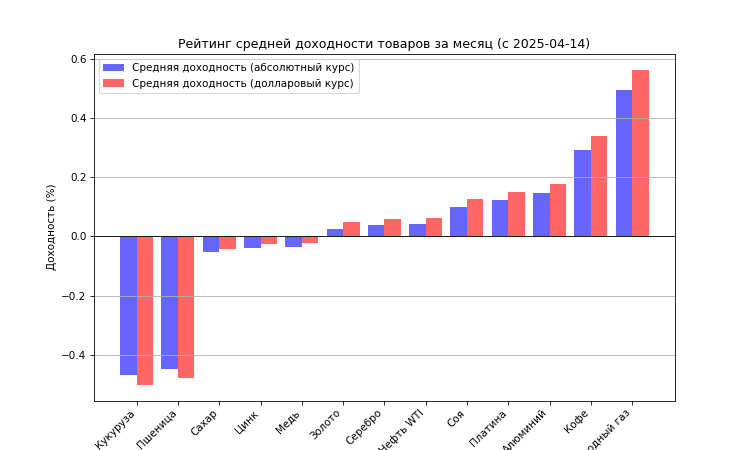 Рейтинг средней доходности товаров за месяц (с 2025-04-14)
Средняя доходность (абсолютный курс)
Средняя доходность (долларовый курс)
Доходность (%)
0.6
0.4
0.2
0.0
−0.2
−0.4
Кукуруза
Пшеница
Сахар
Цинк
Медь
Золото
Серебро
Нефть WTI
Соя
Платина
Алюминий
Кофе
одный газ